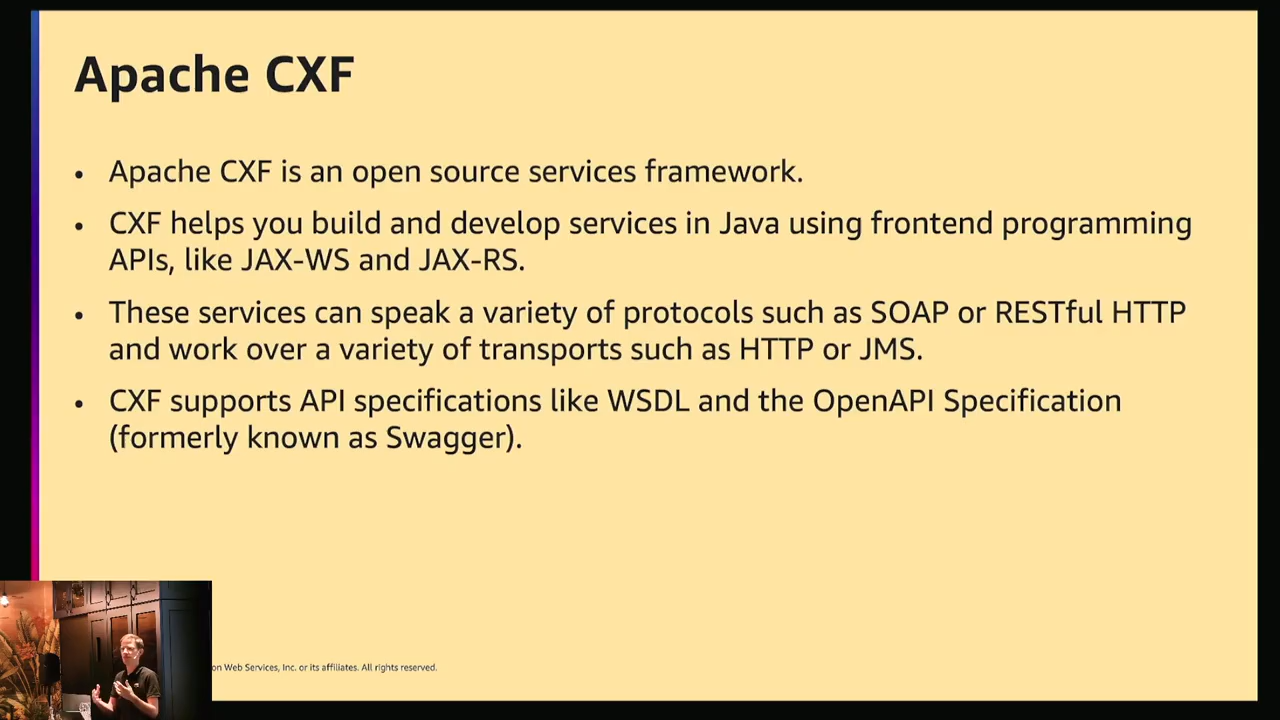 Apache CXF
• Apache CXF is an open source services framework.
• CXF helps you build and develop services in Java using frontend programming
APIs, like JAX-WS and JAX-RS.
• These services can speak a variety of protocols such as SOAP or RESTful HTTP
and work over a variety of transports such as HTTP or JMS.
• CXF supports API specifications like WSDL and the OpenAPI Specification
(formerly known as Swagger).
on Web Services, Inc. or its affiliates. All rights reserved.